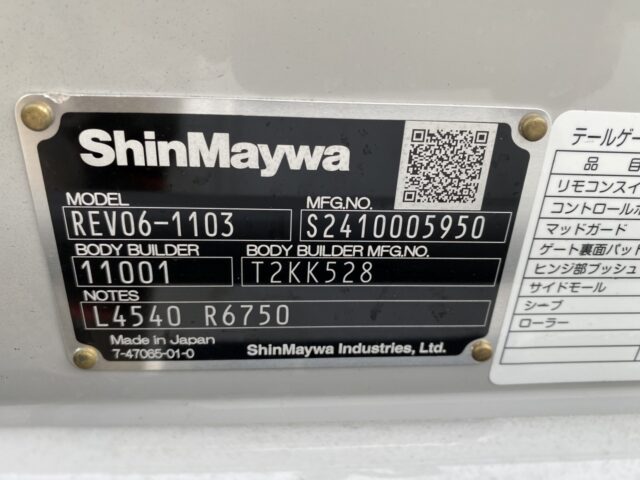 ShinMaywa
MODEL
REV06-1103
MFG.NO.
S2410005950
BODY BUILDER
11001
BODY BUILDER MFG.NO.
T2KK528
NOTES
L4540 R6750
Made in Japan
7-47065-01-0
ShinMaywa Industries, Ltd.
テールゲー
品目
リモコンスイ
コントロールボ
マッドガード
ゲート裏面パッ
ヒンジ部ブッシュ
サイドモール
シーブ
ローラー